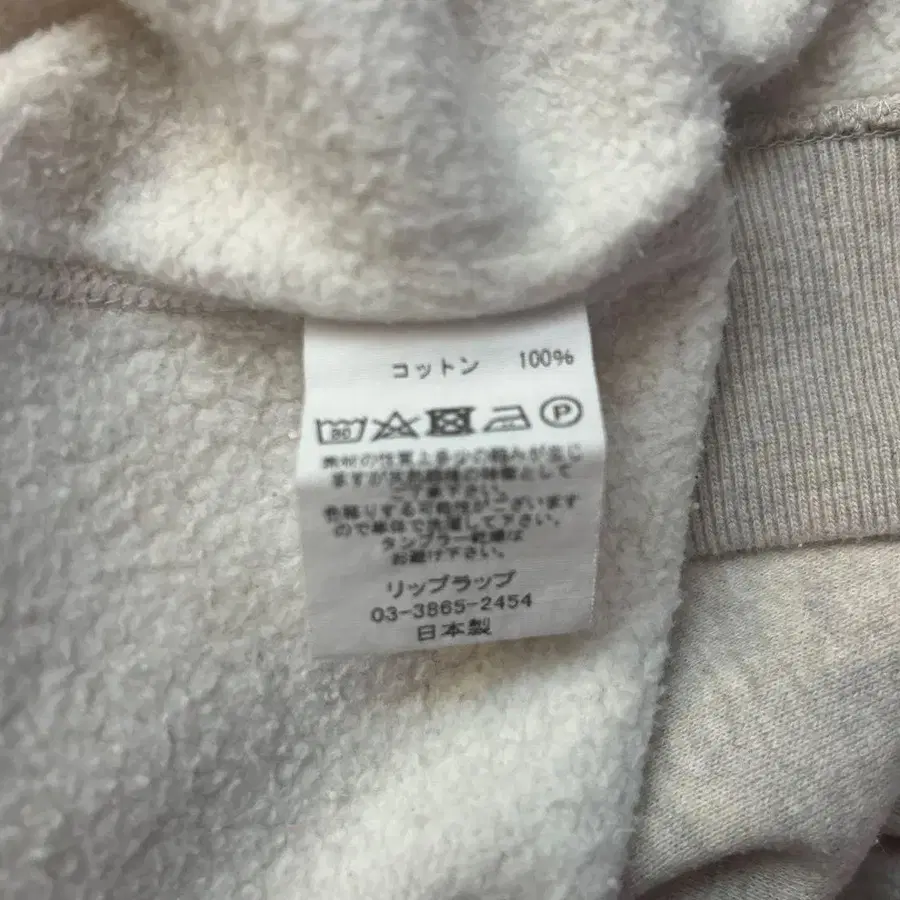 コットン 100%
P
素材の性質上多少の縮みが生じ
ますが天然繊維の特徴として
ご了承下さい。
色移りする可能性がございます
ので単品で洗濯して下さい。
タンブラー乾燥は
お避け下さい。
リップラップ
03-3865-2454
日本製